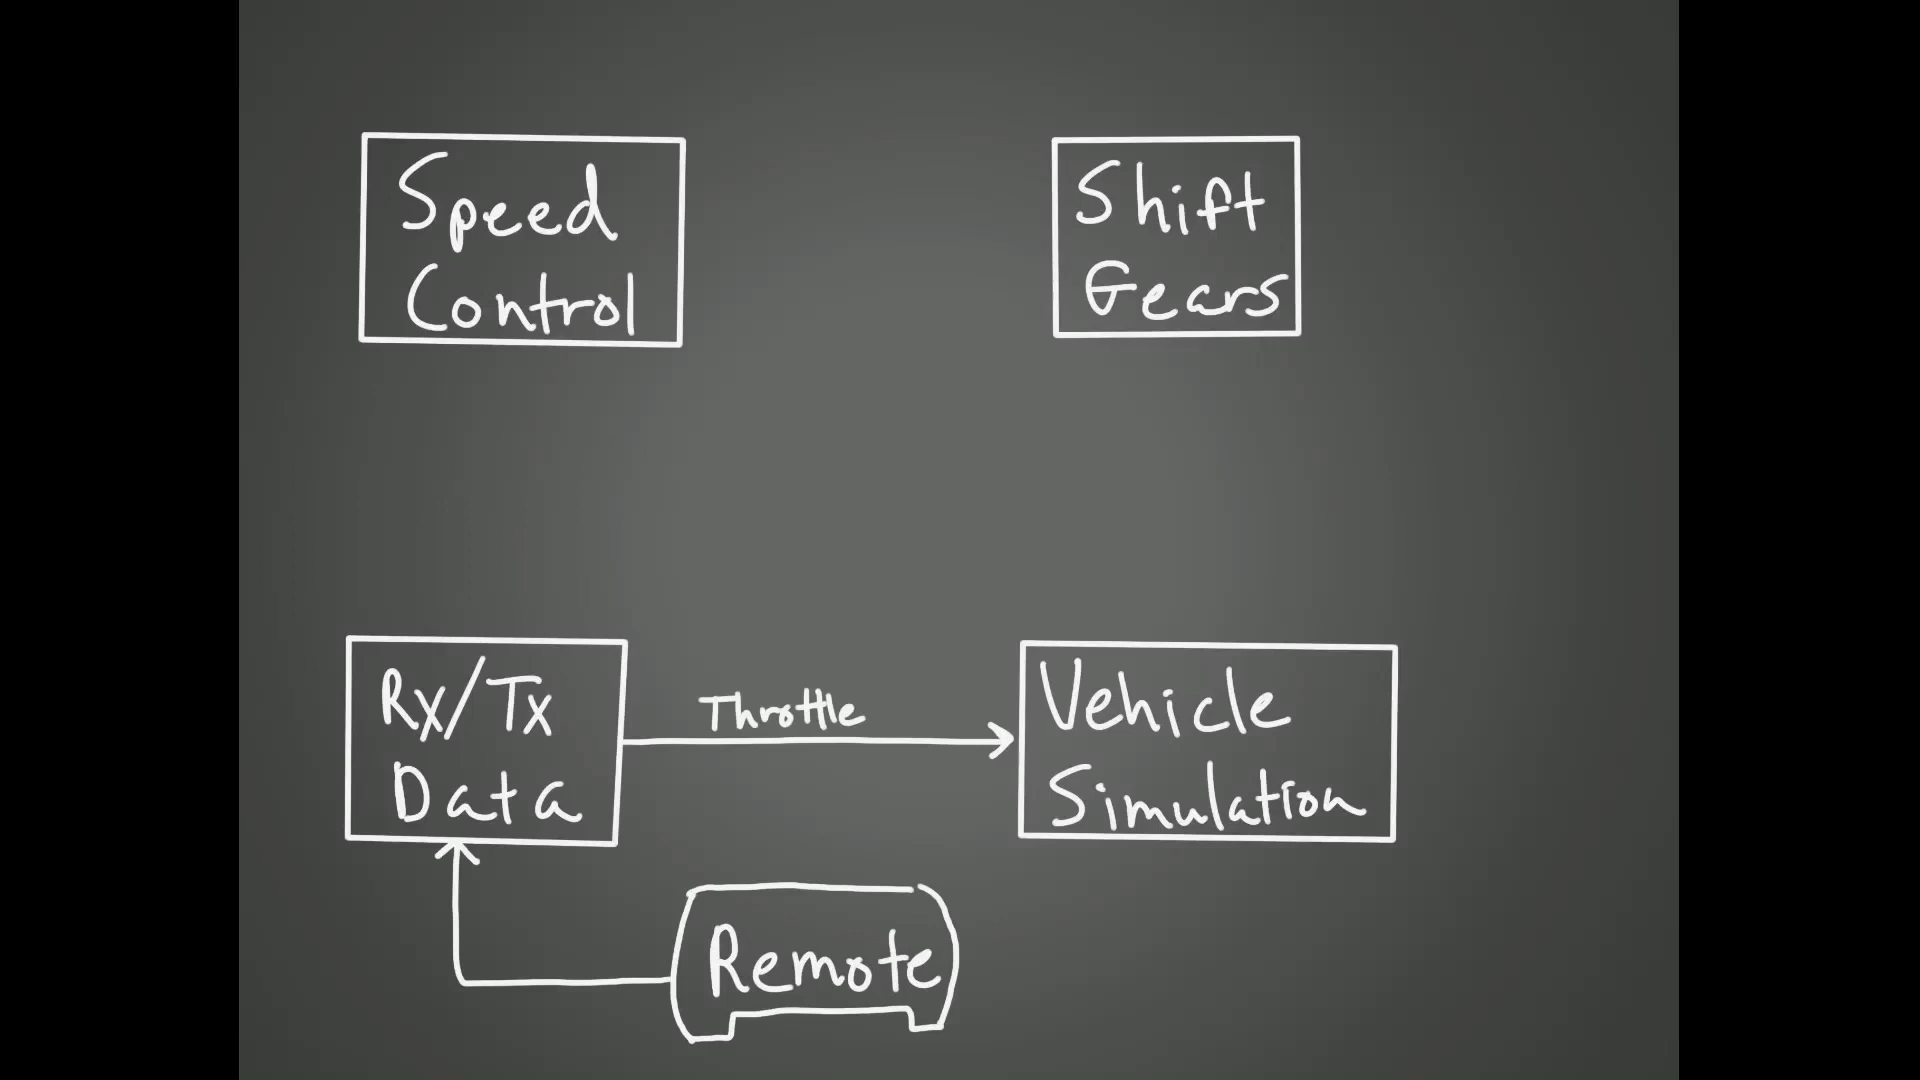 Speed
Control
Shift
Gears
Rx/Tx
Data
Throttle
Vehicle
Simulation
Remote